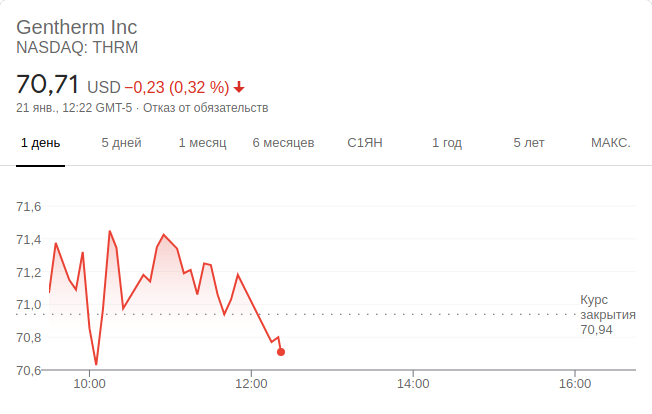 Gentherm Inc
NASDAQ: THRM
70,71 USD −0,23 (0,32 %)
21 янв., 12:22 GMT-5 · Отказ от обязательств
1 день 5 дней 1 месяц 6 месяцев С1ЯН 1 год 5 лет МАКС.
71,6
71,4
71,2
71,0
70,8
70,6
Курс
закрытия
70,94
10:00 12:00 14:00 16:00